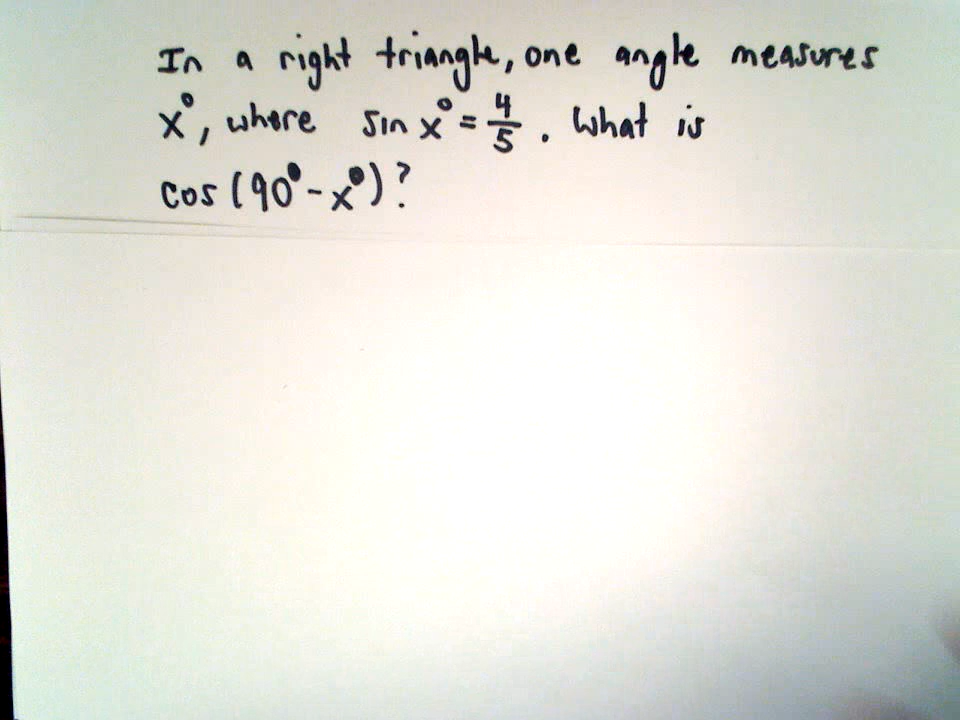 In a right triangle, one angle measures
x°, where sin x° = 4/5. What is
cos(90° - x°)?